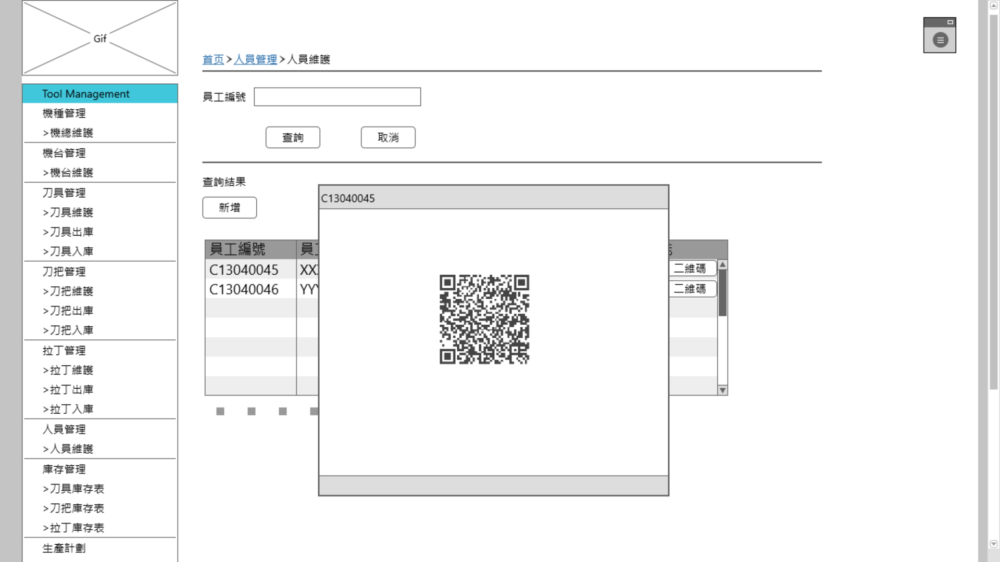 Gif
Tool Management
機種管理
>機總維護
機台管理
>機台維護
刀具管理
>刀具維護
>刀具出庫
>刀具入庫
刀把管理
>刀把維護
>刀把出庫
>刀把入庫
拉丁管理
>拉丁維護
>拉丁出庫
>拉丁入庫
人員管理
>人員維護
庫存管理
>刀具庫存表
>刀把庫存表
>拉丁庫存表
生產計劃
首页>人員管理>人員維護
員工編號
查詢 取消
查詢結果
新增
員工編號 員
C13040045 XX 二維碼
C13040046 YY 二維碼
C13040045